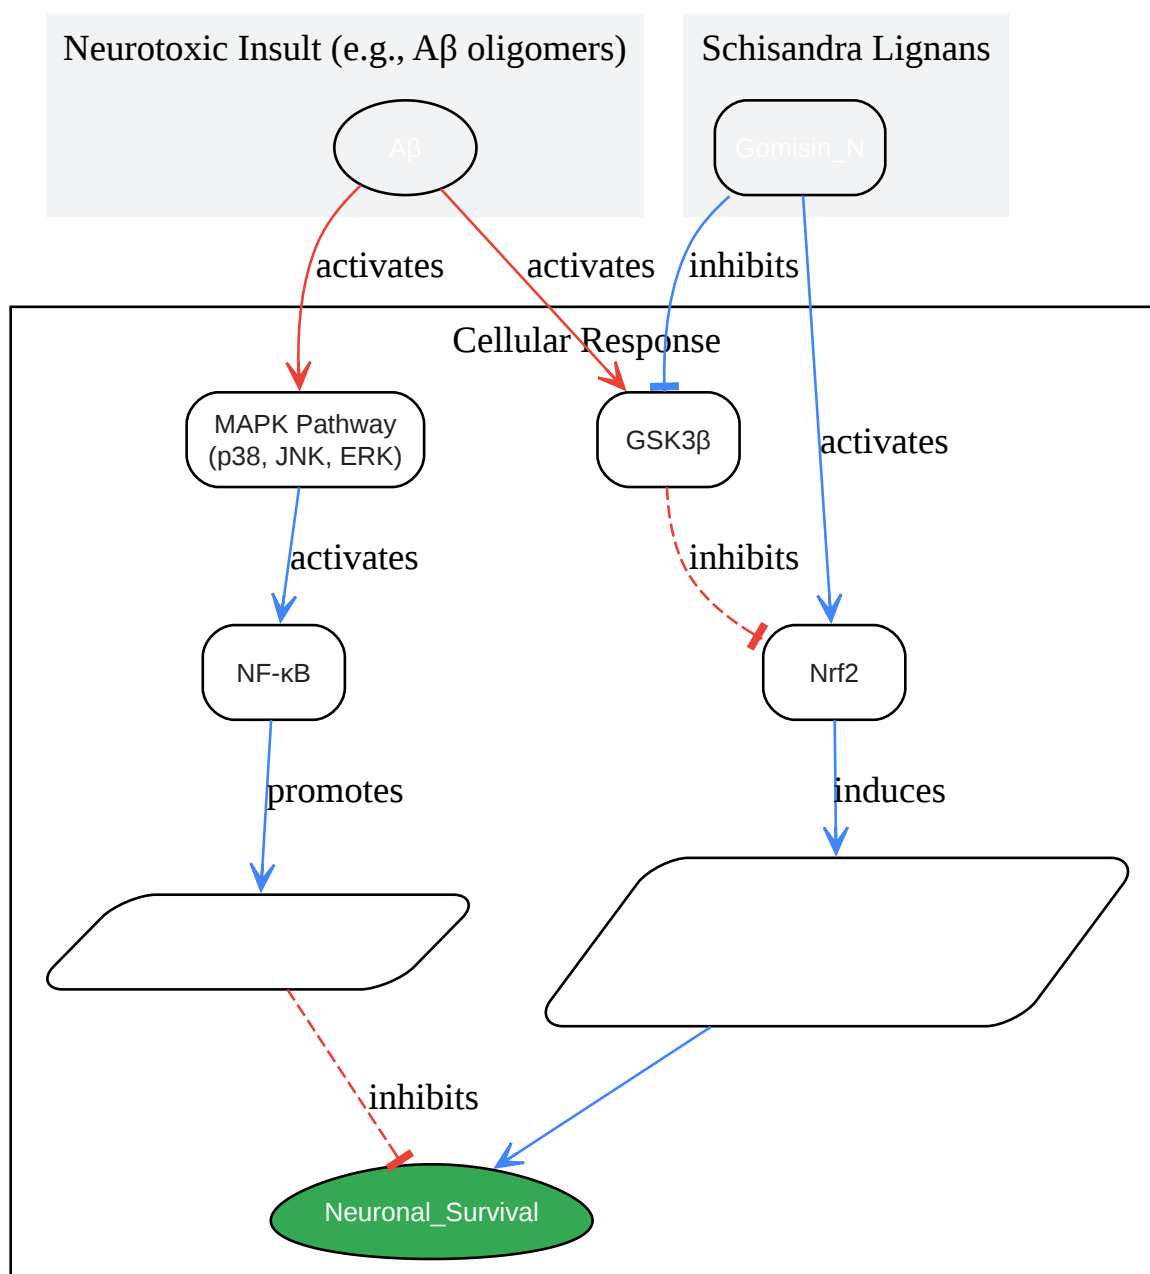 Neurotoxic Insult (e.g., Aβ oligomers)
Schisandra Lignans
Aβ
Gomisin_N
activates
activates
inhibits
Cellular Response
MAPK Pathway
(p38, JNK, ERK)
GSK3β
activates
activates
inhibits
NF-κB
Nrf2
promotes
induces
inhibits
Neuronal_Survival